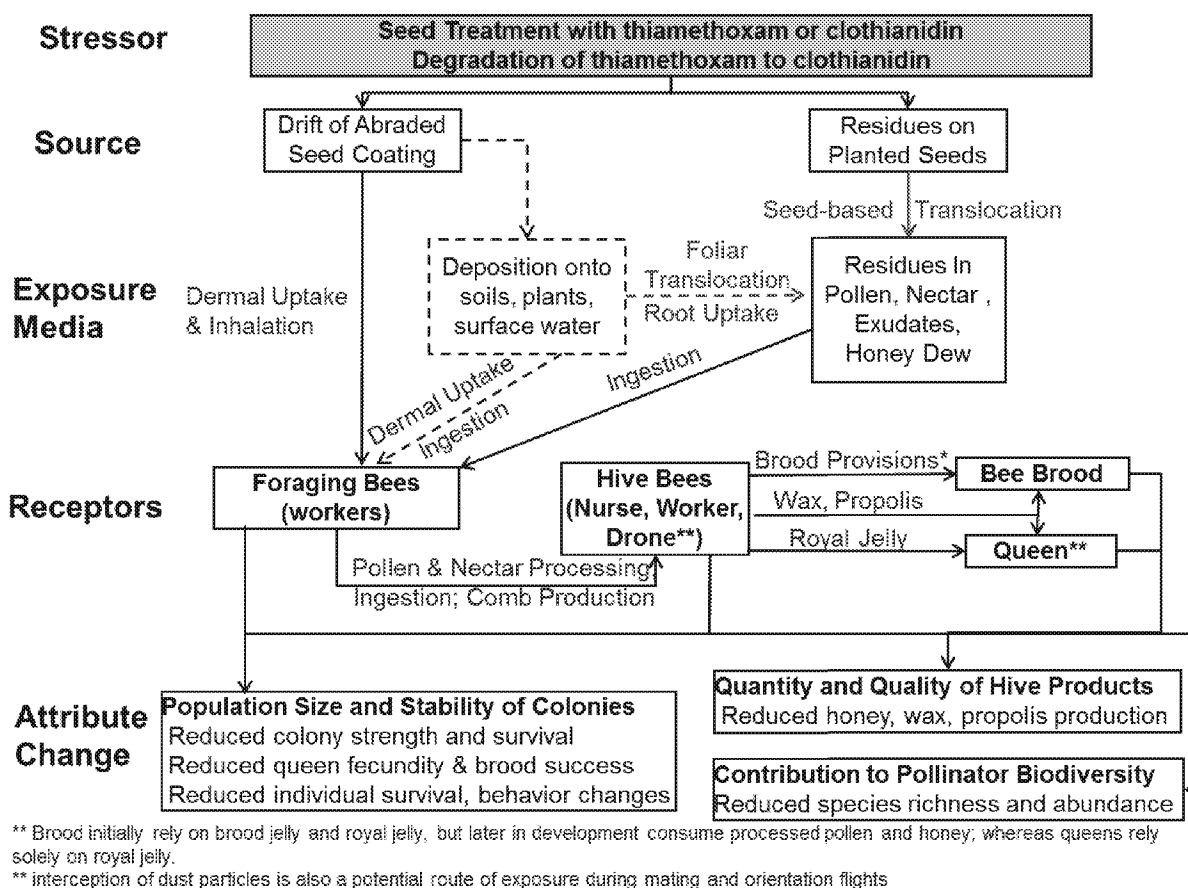 Stressor
Seed Treatment with thiamethoxam or clothianidin
Degradation of thiamethoxam to clothianidin
Source
Drift of Abraded
Seed Coating
Residues on
Planted Seeds
Seed-based Translocation
Exposure
Media
Dermal Uptake
& Inhalation
Deposition onto
soils, plants,
surface water
Foliar
Translocation
Root Uptake
Residues In
Pollen, Nectar ,
Exudates,
Honey Dew
Dermal Uptake
Ingestion
Ingestion
Receptors
Foraging Bees
(workers)
Hive Bees
(Nurse, Worker,
Drone**)
Brood Provisions*
Wax, Propolis
Royal Jelly
Bee Brood
Queen**
Pollen & Nectar Processing
Ingestion; Comb Production
Attribute
Change
Population Size and Stability of Colonies
Reduced colony strength and survival
Reduced queen fecundity & brood success
Reduced individual survival, behavior changes
Quantity and Quality of Hive Products
Reduced honey, wax, propolis production
Contribution to Pollinator Biodiversity
Reduced species richness and abundance
** Brood initially rely on brood jelly and royal jelly, but later in development consume processed pollen and honey; whereas queens rely
solely on royal jelly.
** interception of dust particles is also a potential route of exposure during mating and orientation flights